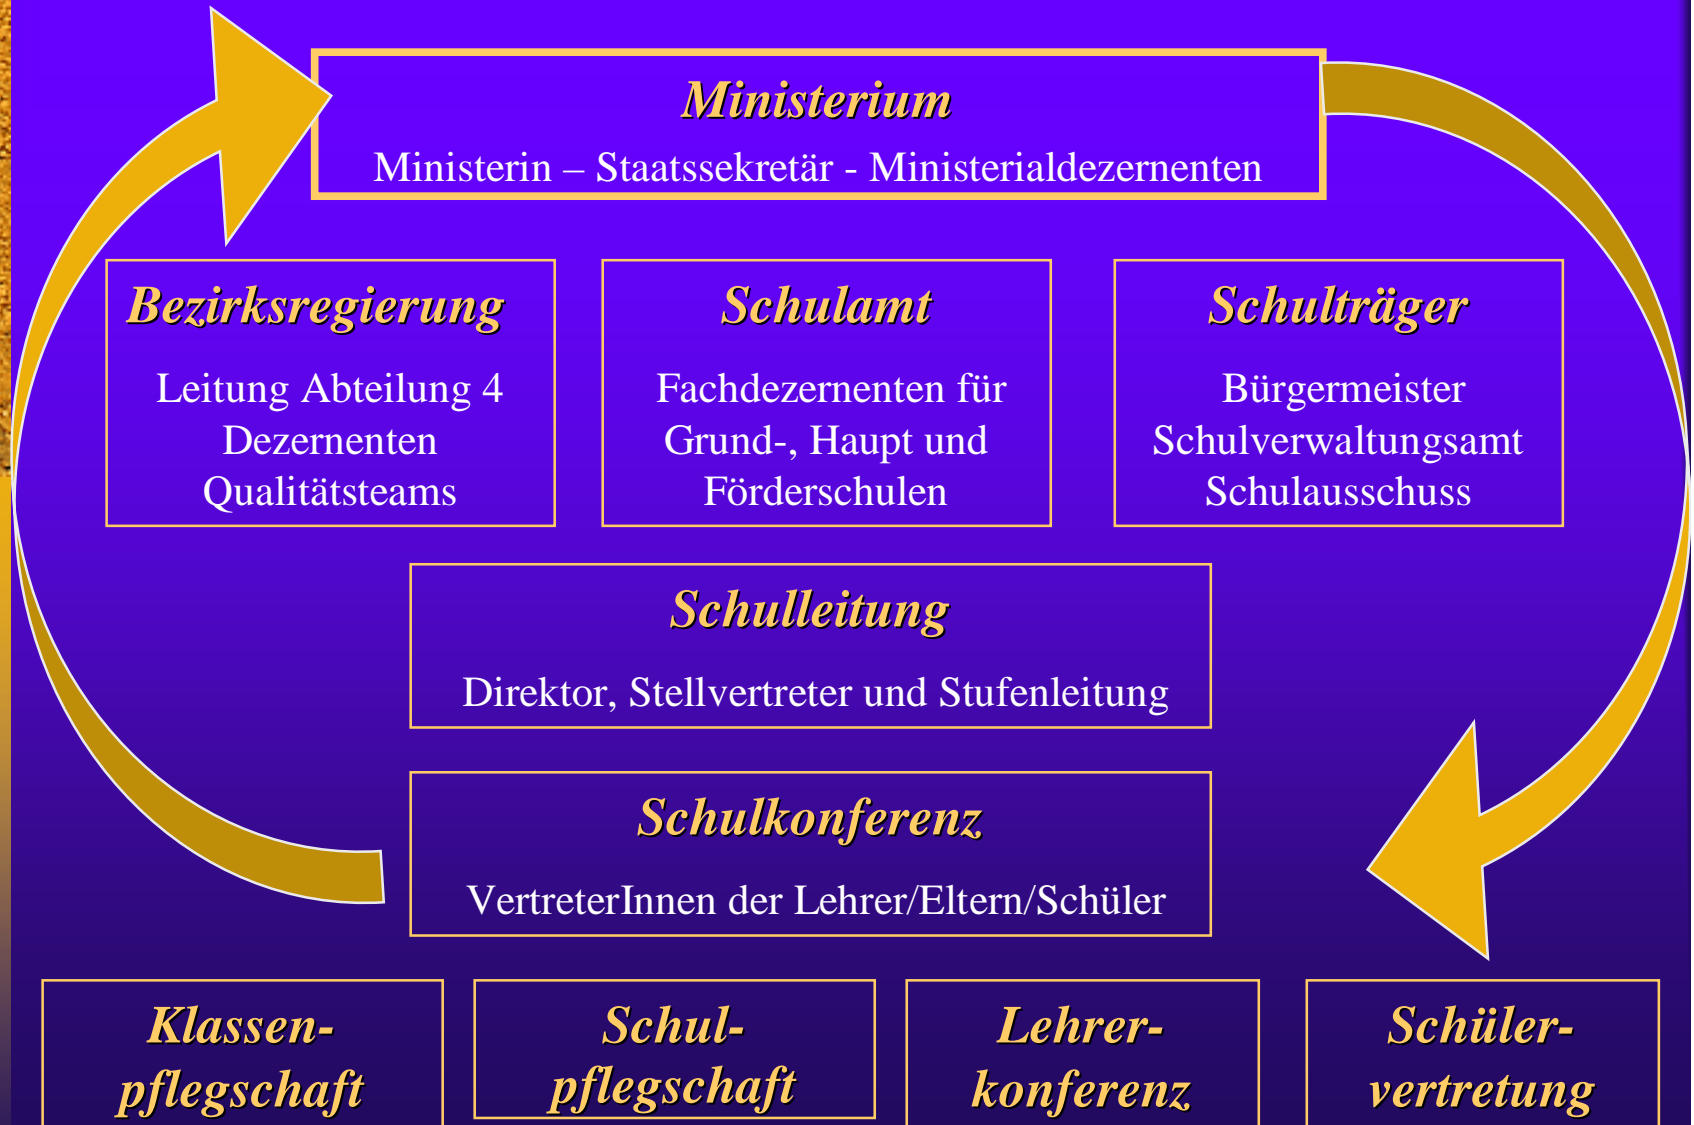 Ministerium
Ministerin – Staatssekretär - Ministerialdezernenten
Bezirksregierung
Leitung Abteilung 4
Dezernenten
Qualitätsteams
Schulamt
Fachdezernenten für
Grund-, Haupt und
Förderschulen
Schulträger
Bürgermeister
Schulverwaltungsamt
Schulausschuss
Schulleitung
Direktor, Stellvertreter und Stufenleitung
Schulkonferenz
VertreterInnen der Lehrer/Eltern/Schüler
Klassen-
pflegschaft
Schul-
pflegschaft
Lehrer-
konferenz
Schüler-
vertretung